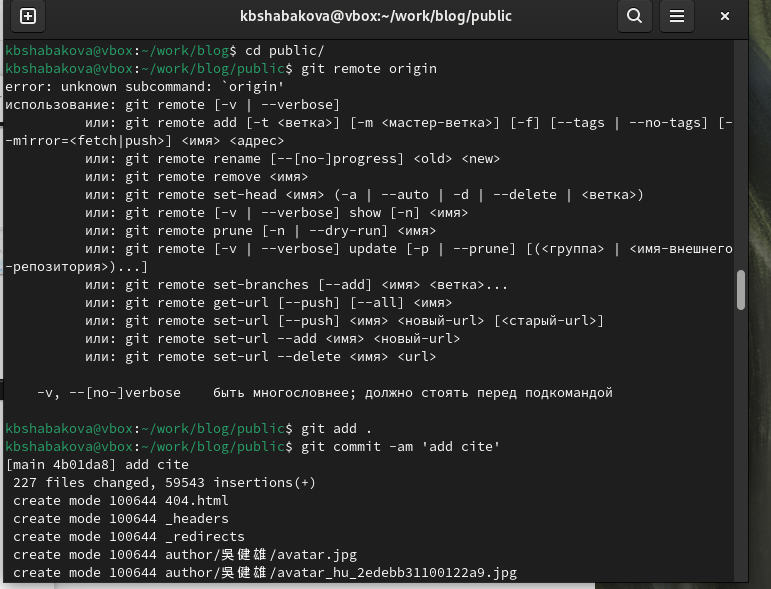 kbshabakova@vbox:~/work/blog/public
kbshabakova@vbox:~/work/blog$ cd public/
kbshabakova@vbox:~/work/blog/public$ git remote origin
error: unknown subcommand: `origin'
использование: git remote [-v | --verbose]
или: git remote add [-t <ветка>] [-m <мастер-ветка>] [-f] [--tags | --no-tags] [-
-mirror=<fetch|push>] <имя> <адрес>
или: git remote rename [--[no-]progress] <old> <new>
или: git remote remove <имя>
или: git remote set-head <имя> (-a | --auto | -d | --delete | <ветка>)
или: git remote [-v | --verbose] show [-n] <имя>
или: git remote prune [-n | --dry-run] <имя>
или: git remote [-v | --verbose] update [-p | --prune] [(<группа> | <имя-внешнего
-репозитория>)...]
или: git remote set-branches [--add] <имя> <ветка>...
или: git remote get-url [--push] [--all] <имя>
или: git remote set-url [--push] <имя> <новый-url> [<старый-url>]
или: git remote set-url --add <имя> <новый-url>
или: git remote set-url --delete <имя> <url>
-v, --[no-]verbose    быть многословнее; должно стоять перед подкомандой
kbshabakova@vbox:~/work/blog/public$ git add .
kbshabakova@vbox:~/work/blog/public$ git commit -am 'add cite'
[main 4b01da8] add cite
227 files changed, 59543 insertions(+)
create mode 100644 404.html
create mode 100644 _headers
create mode 100644 _redirects
create mode 100644 author/吳健雄/avatar.jpg
create mode 100644 author/吳健雄/avatar_hu_2edebb31100122a9.jpg